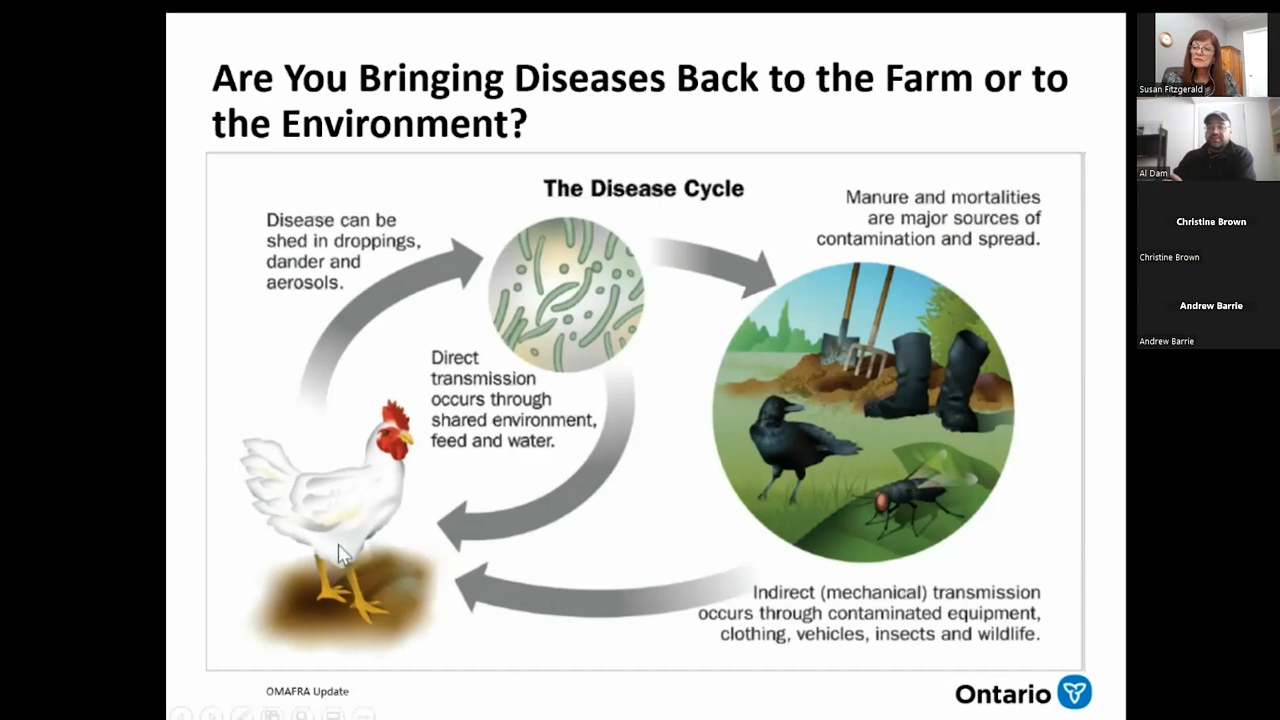 Are You Bringing Diseases Back to the Farm or to
the Environment?
The Disease Cycle
Disease can be
shed in droppings,
dander and
aerosols.
Manure and mortalities
are major sources of
contamination and spread.
Direct
transmission
occurs through
shared environment,
feed and water.
Indirect (mechanical) transmission
occurs through contaminated equipment,
clothing, vehicles, insects and wildlife.
OMAFRA Update
Ontario
Susan Fitzgerald
Al Dam
Christine Brown
Christine Brown
Andrew Barrie
Andrew Barrie